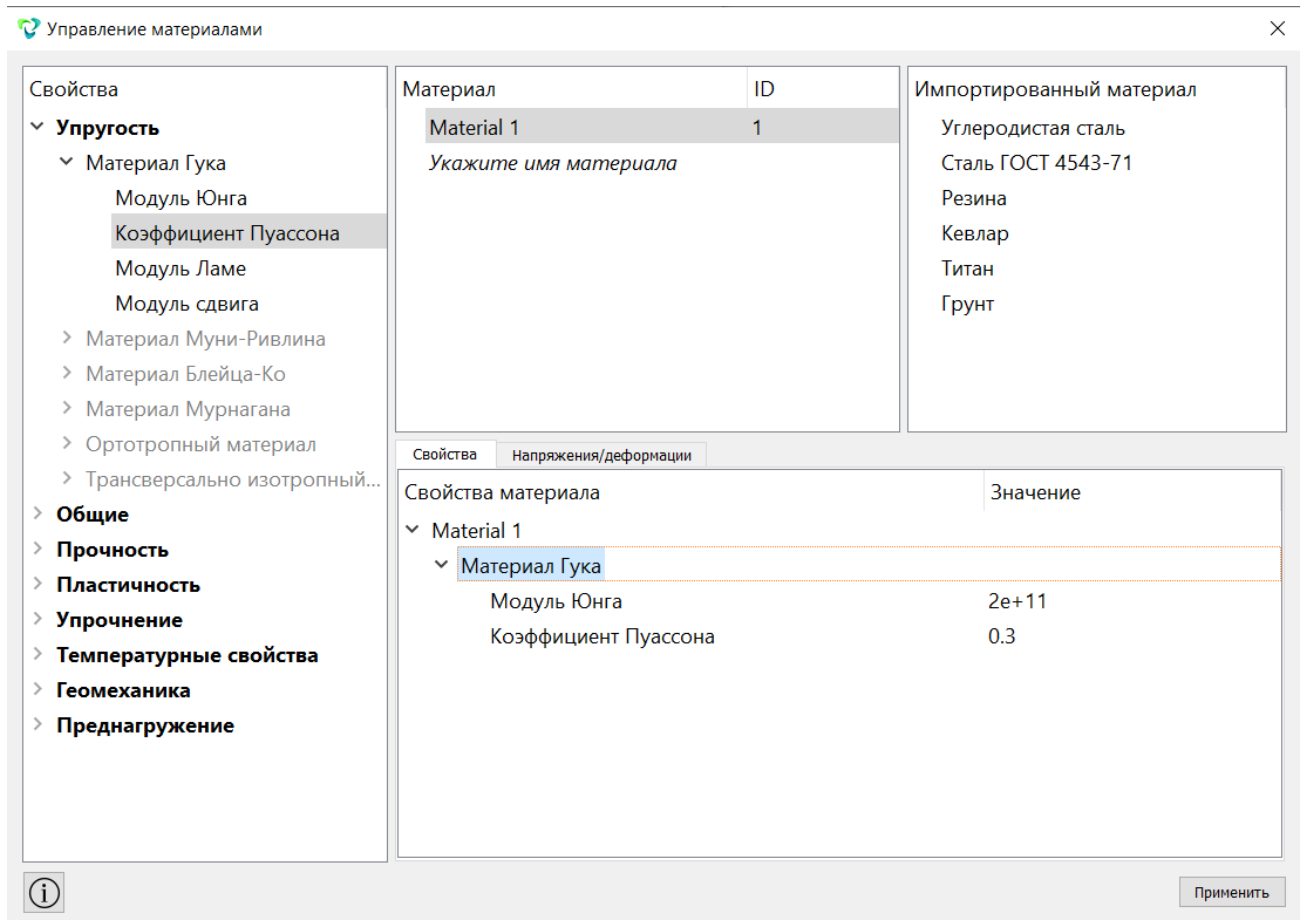 Управление материалами
Свойства
Упругость
Материал Гука
Модуль Юнга
Коэффициент Пуассона
Модуль Ламе
Модуль сдвига
Материал Муни-Ривлина
Материал Блейца-Ко
Материал Мурнагана
Ортотропный материал
Трансверсально изотропный...
Общие
Прочность
Пластичность
Упрочнение
Температурные свойства
Геомеханика
Преднагружение
Материал ID
Material 1 1
Укажите имя материала
Импортированный материал
Углеродистая сталь
Сталь ГОСТ 4543-71
Резина
Кевлар
Титан
Грунт
Свойства Напряжения/деформации
Свойства материала Значение
Material 1
Материал Гука
Модуль Юнга 2e+11
Коэффициент Пуассона 0.3
Применить